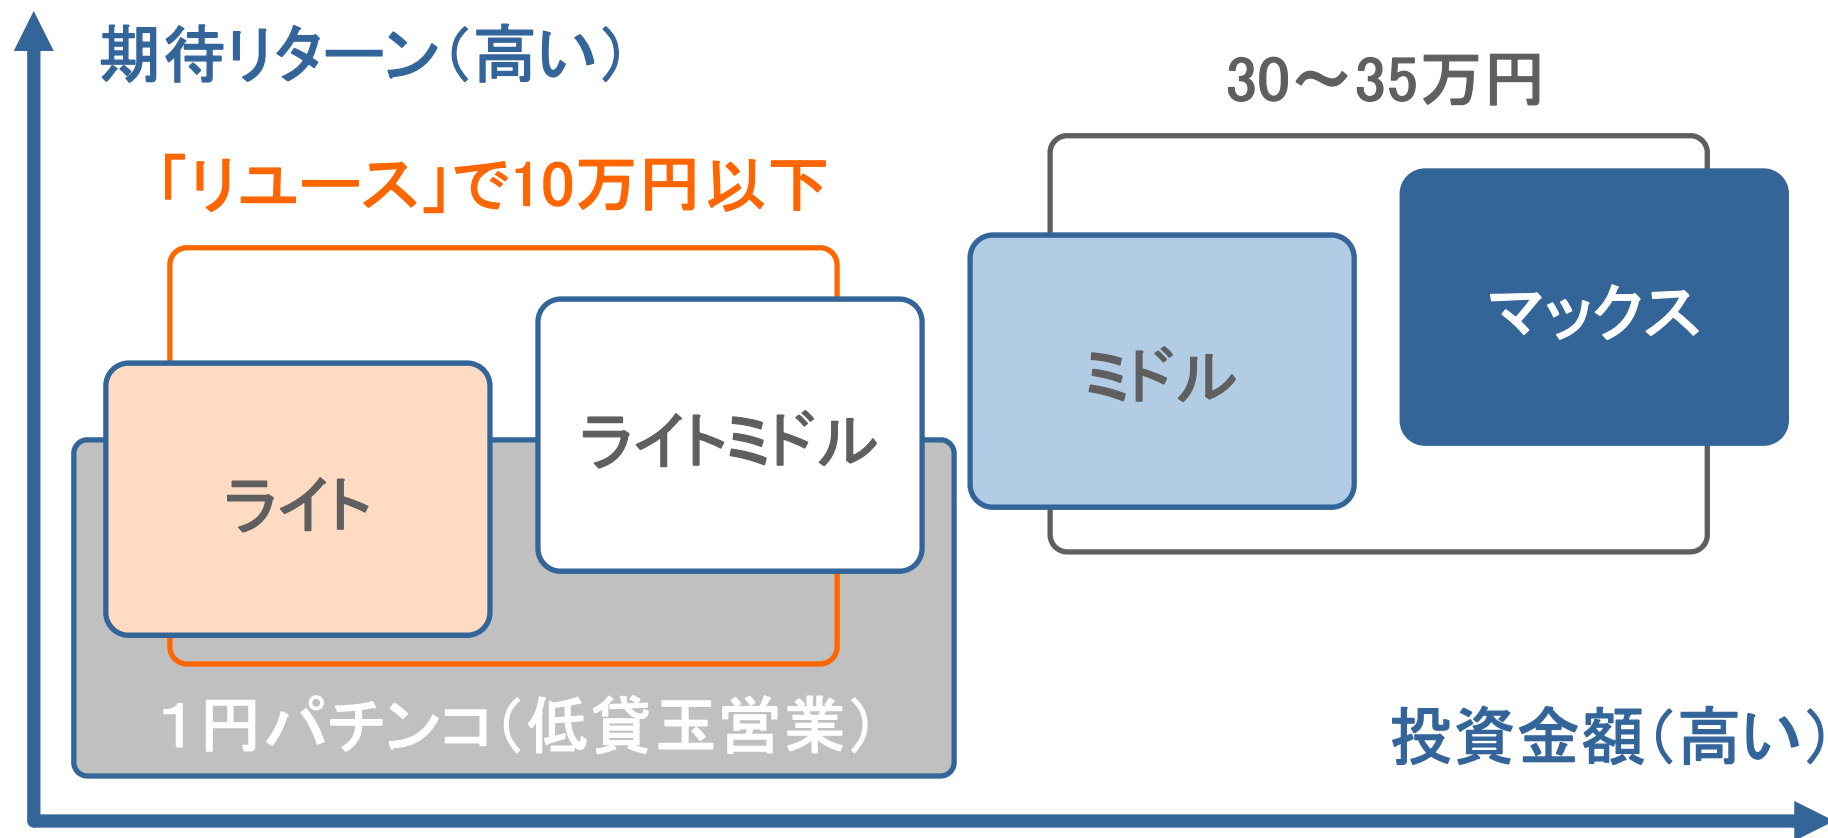 期待リターン（高い）
30～35万円
「リユース」で10万円以下
マックス
ミドル
ライトミドル
ライト
１円パチンコ（低貸玉営業）
投資金額（高い）